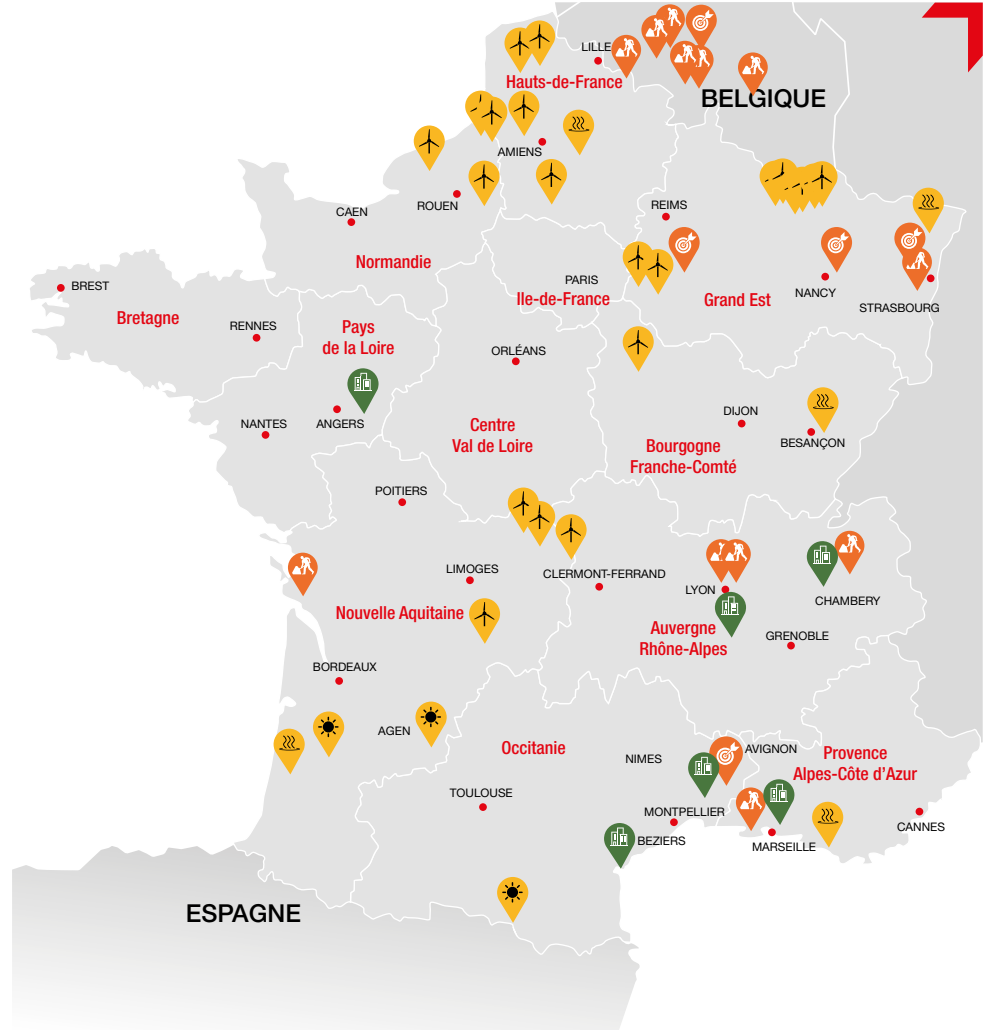 LILLE
Hauts-de-France
BELGIQUE
AMIENS
ROUEN
CAEN
REIMS
Normandie
PARIS
Ile-de-France
Grand Est
NANCY
STRASBOURG
BREST
Bretagne
RENNES
Pays
de la Loire
ORLÉANS
NANTES
ANGERS
Centre
Val de Loire
DIJON
BESANÇON
Bourgogne
Franche-Comté
POITIERS
LIMOGES
CLERMONT-FERRAND
LYON
CHAMBERY
Nouvelle Aquitaine
Auvergne
Rhône-Alpes
GRENOBLE
BORDEAUX
AGEN
Occitanie
NIMES
AVIGNON
Provence
Alpes-Côte d'Azur
TOULOUSE
MONTPELLIER
BEZIERS
MARSEILLE
CANNES
ESPAGNE